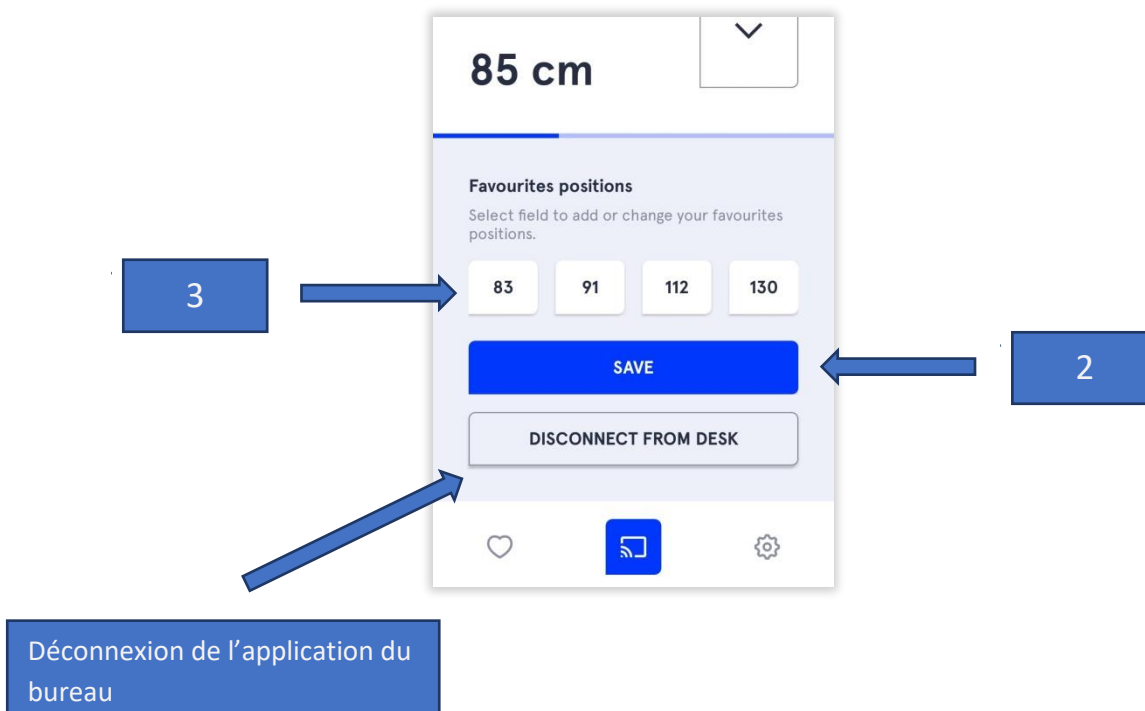 85 cm
Favourites positions
Select field to add or change your favourites
positions.
3
83 91 112 130
SAVE
2
DISCONNECT FROM DESK
Déconnexion de l’application du
bureau